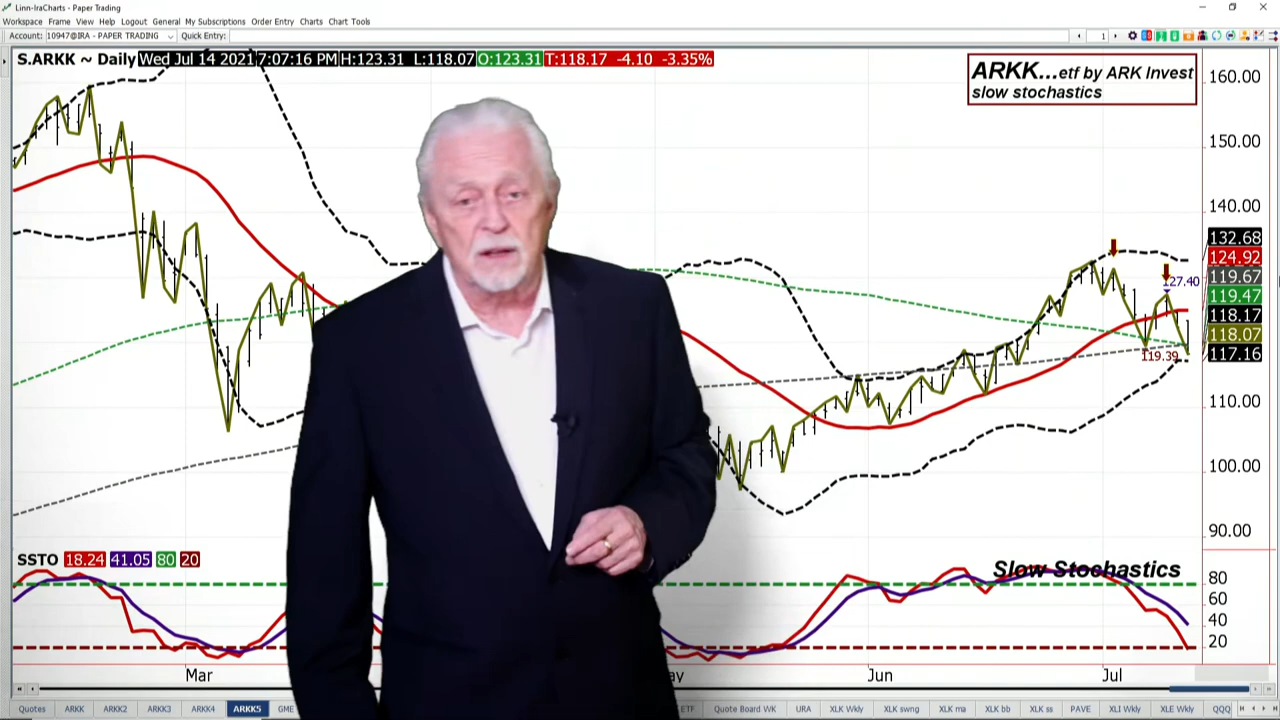 Linn-IraCharts - Paper Trading
Workspace Frame View Help Logout General My Subscriptions Order Entry Charts Chart Tools
Account: 10947@IRA - PAPER TRADING Quick Entry: 1
S.ARKK ~ Daily Wed Jul 14 2021 7:07:16 PM H:123.31 L:118.07 O:123.31 T:118.17 -4.10 -3.35%
ARKK...etf by ARK Invest
slow stochastics
160.00
150.00
140.00
132.68
124.92
119.67
119.47
118.17
118.07
117.16
110.00
100.00
90.00
127.40
119.39
SSTO 18.24 41.05 80 20
Slow Stochastics
80
60
40
20
Mar Jun Jul
Quotes ARKK ARKK2 ARKK3 ARKK4 ARKK5 GME ETF Quote Board WK URA XLK Wkly XLK swng XLK ma XLK bb XLK ss PAVE XLI Wkly XLE Wkly QQQ